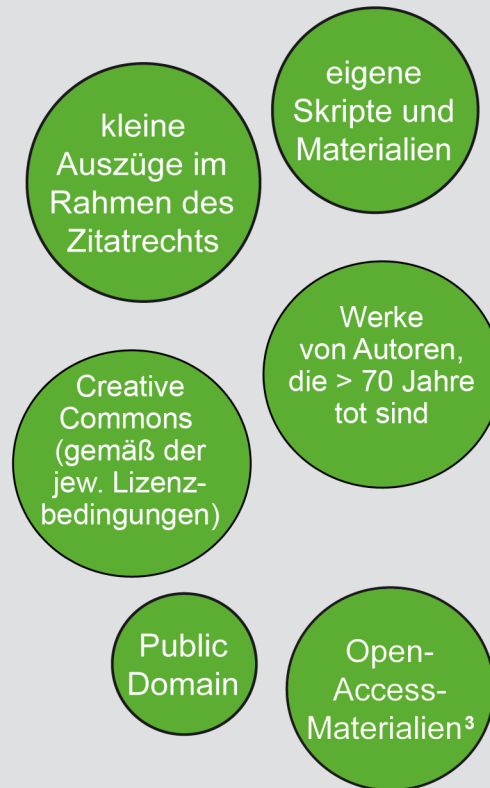 kleine
Auszüge im
Rahmen des
Zitatrechts
eigene
Skripte und
Materialien
Creative
Commons
(gemäß der
jew. Lizenz-
bedingungen)
Werke
von Autoren,
die > 70 Jahre
tot sind
Public
Domain
Open-
Access-
Materialien³